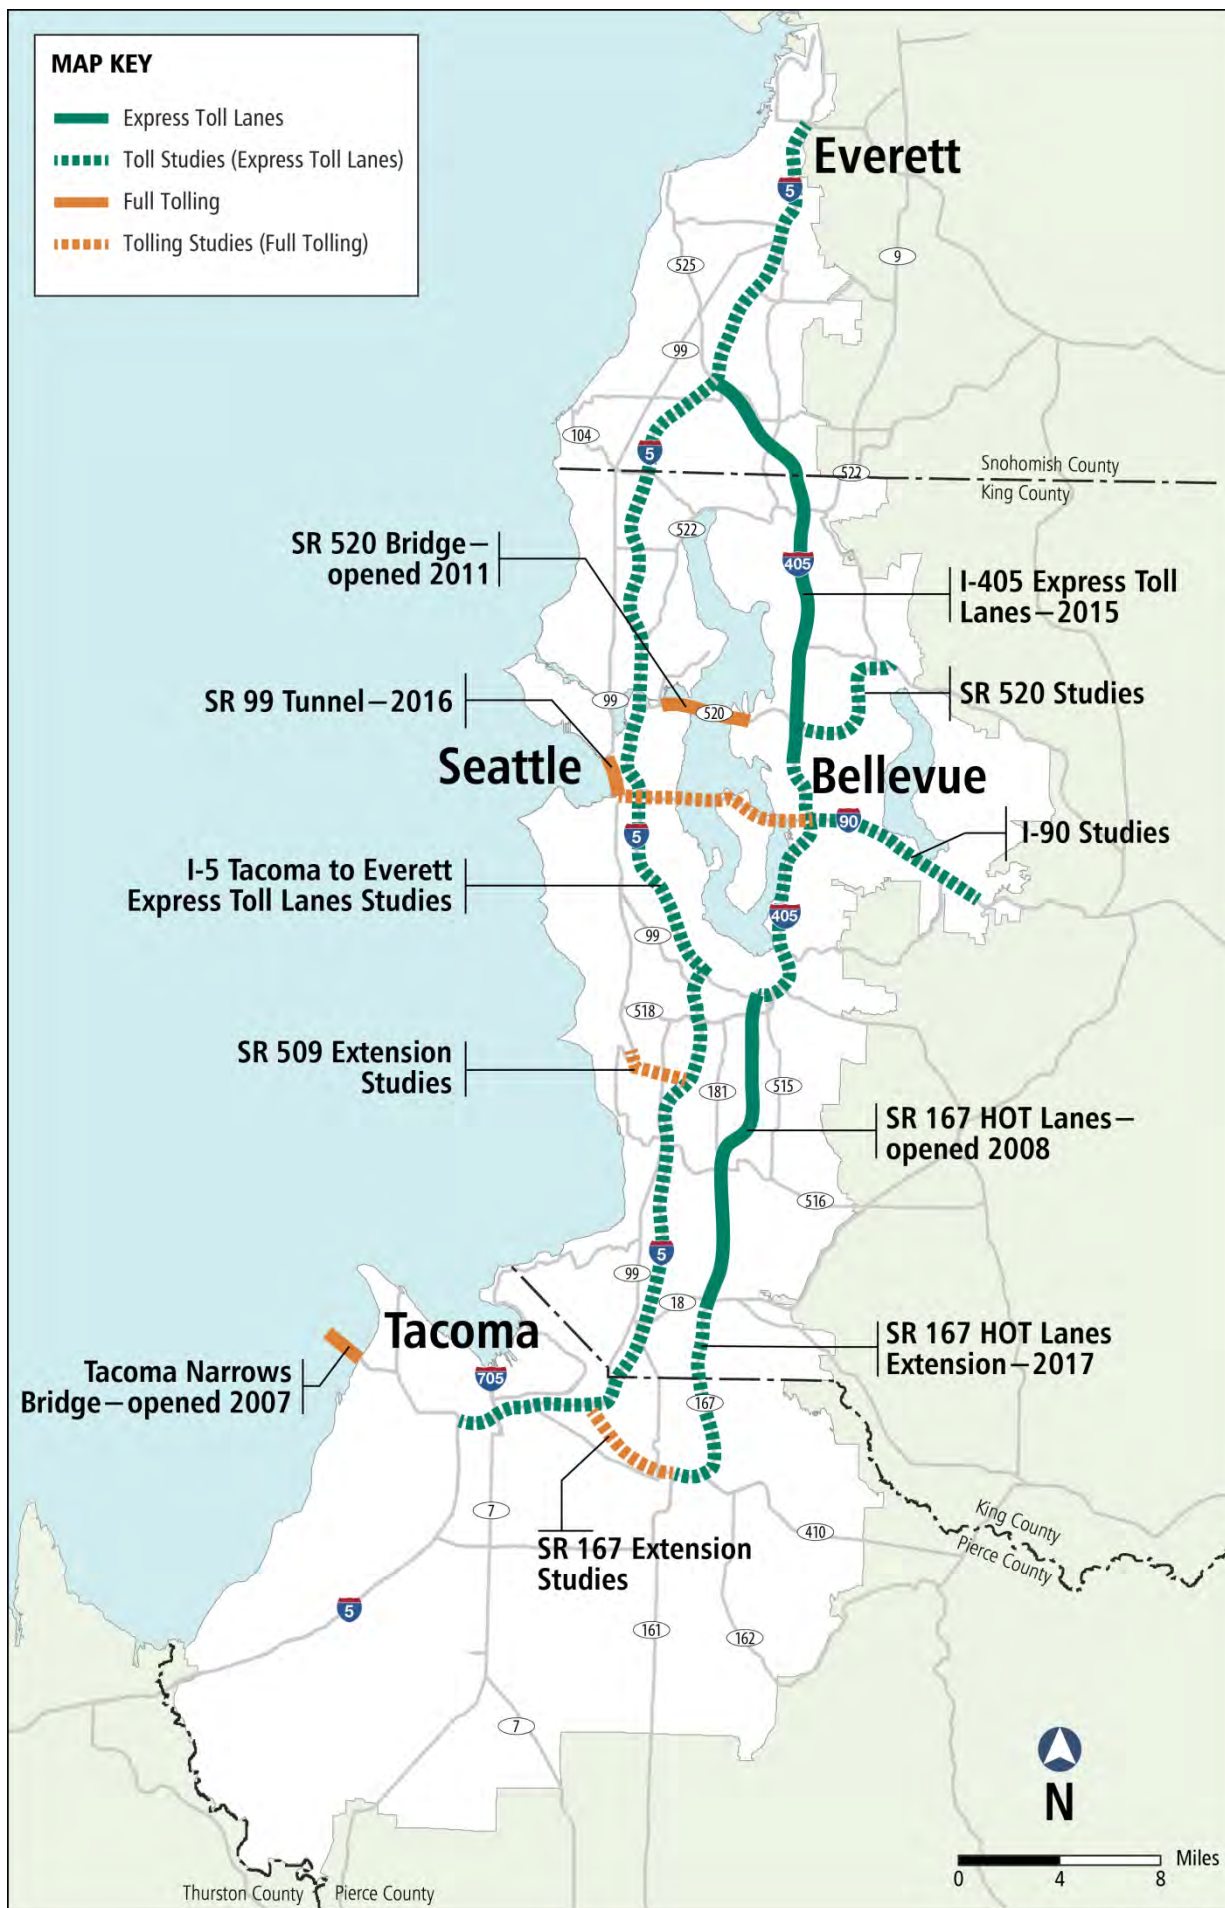 MAP KEY
Express Toll Lanes
Toll Studies (Express Toll Lanes)
Full Tolling
Tolling Studies (Full Tolling)
Everett
5
9
525
99
104
5
522
Snohomish County
King County
522
SR 520 Bridge—
opened 2011
405
I-405 Express Toll
Lanes—2015
SR 99 Tunnel—2016
99
520
SR 520 Studies
Seattle
Bellevue
5
90
I-90 Studies
I-5 Tacoma to Everett
Express Toll Lanes Studies
405
99
518
SR 509 Extension
Studies
181
515
SR 167 HOT Lanes—
opened 2008
516
5
99
18
Tacoma
SR 167 HOT Lanes
Extension—2017
Tacoma Narrows
Bridge—opened 2007
705
167
7
410
King County
Pierce County
SR 167 Extension
Studies
5
161
162
7
N
Miles
0
4
8
Thurston County
Pierce County